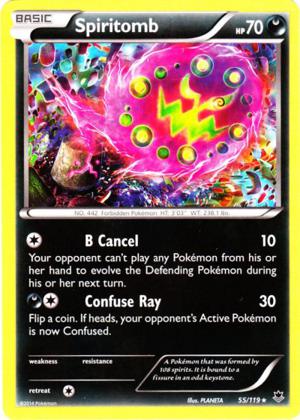 BASIC
Spiritomb HP70
NO. 442 Forbidden Pokémon HT: 3'03" WT: 238.1 lbs.
B Cancel 10
Your opponent can't play any Pokémon from his or
her hand to evolve the Defending Pokémon during
his or her next turn.
Confuse Ray 30
Flip a coin. If heads, your opponent's Active Pokémon
is now Confused.
weakness resistance
A Pokémon that was formed by
108 spirits. It is bound to a
fissure in an odd keystone.
retreat
©2014 Pokémon Illus. PLANETA 55/119